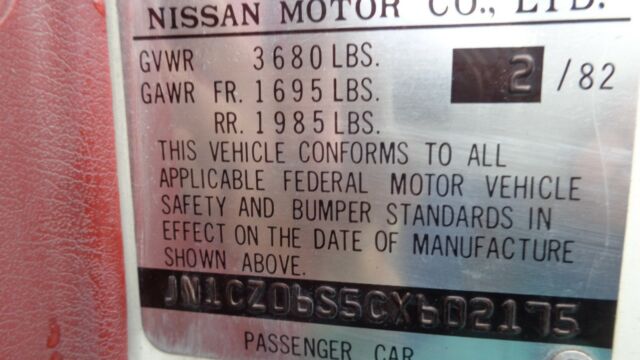 NISSAN MOTOR CO., LTD.
GVWR 3680 LBS. 2/82
GAWR FR. 1695 LBS.
RR. 1985 LBS.
THIS VEHICLE CONFORMS TO ALL
APPLICABLE FEDERAL MOTOR VEHICLE
SAFETY AND BUMPER STANDARDS IN
EFFECT ON THE DATE OF MANUFACTURE
SHOWN ABOVE.
JN1CZ06S5CX602175
PASSENGER CAR